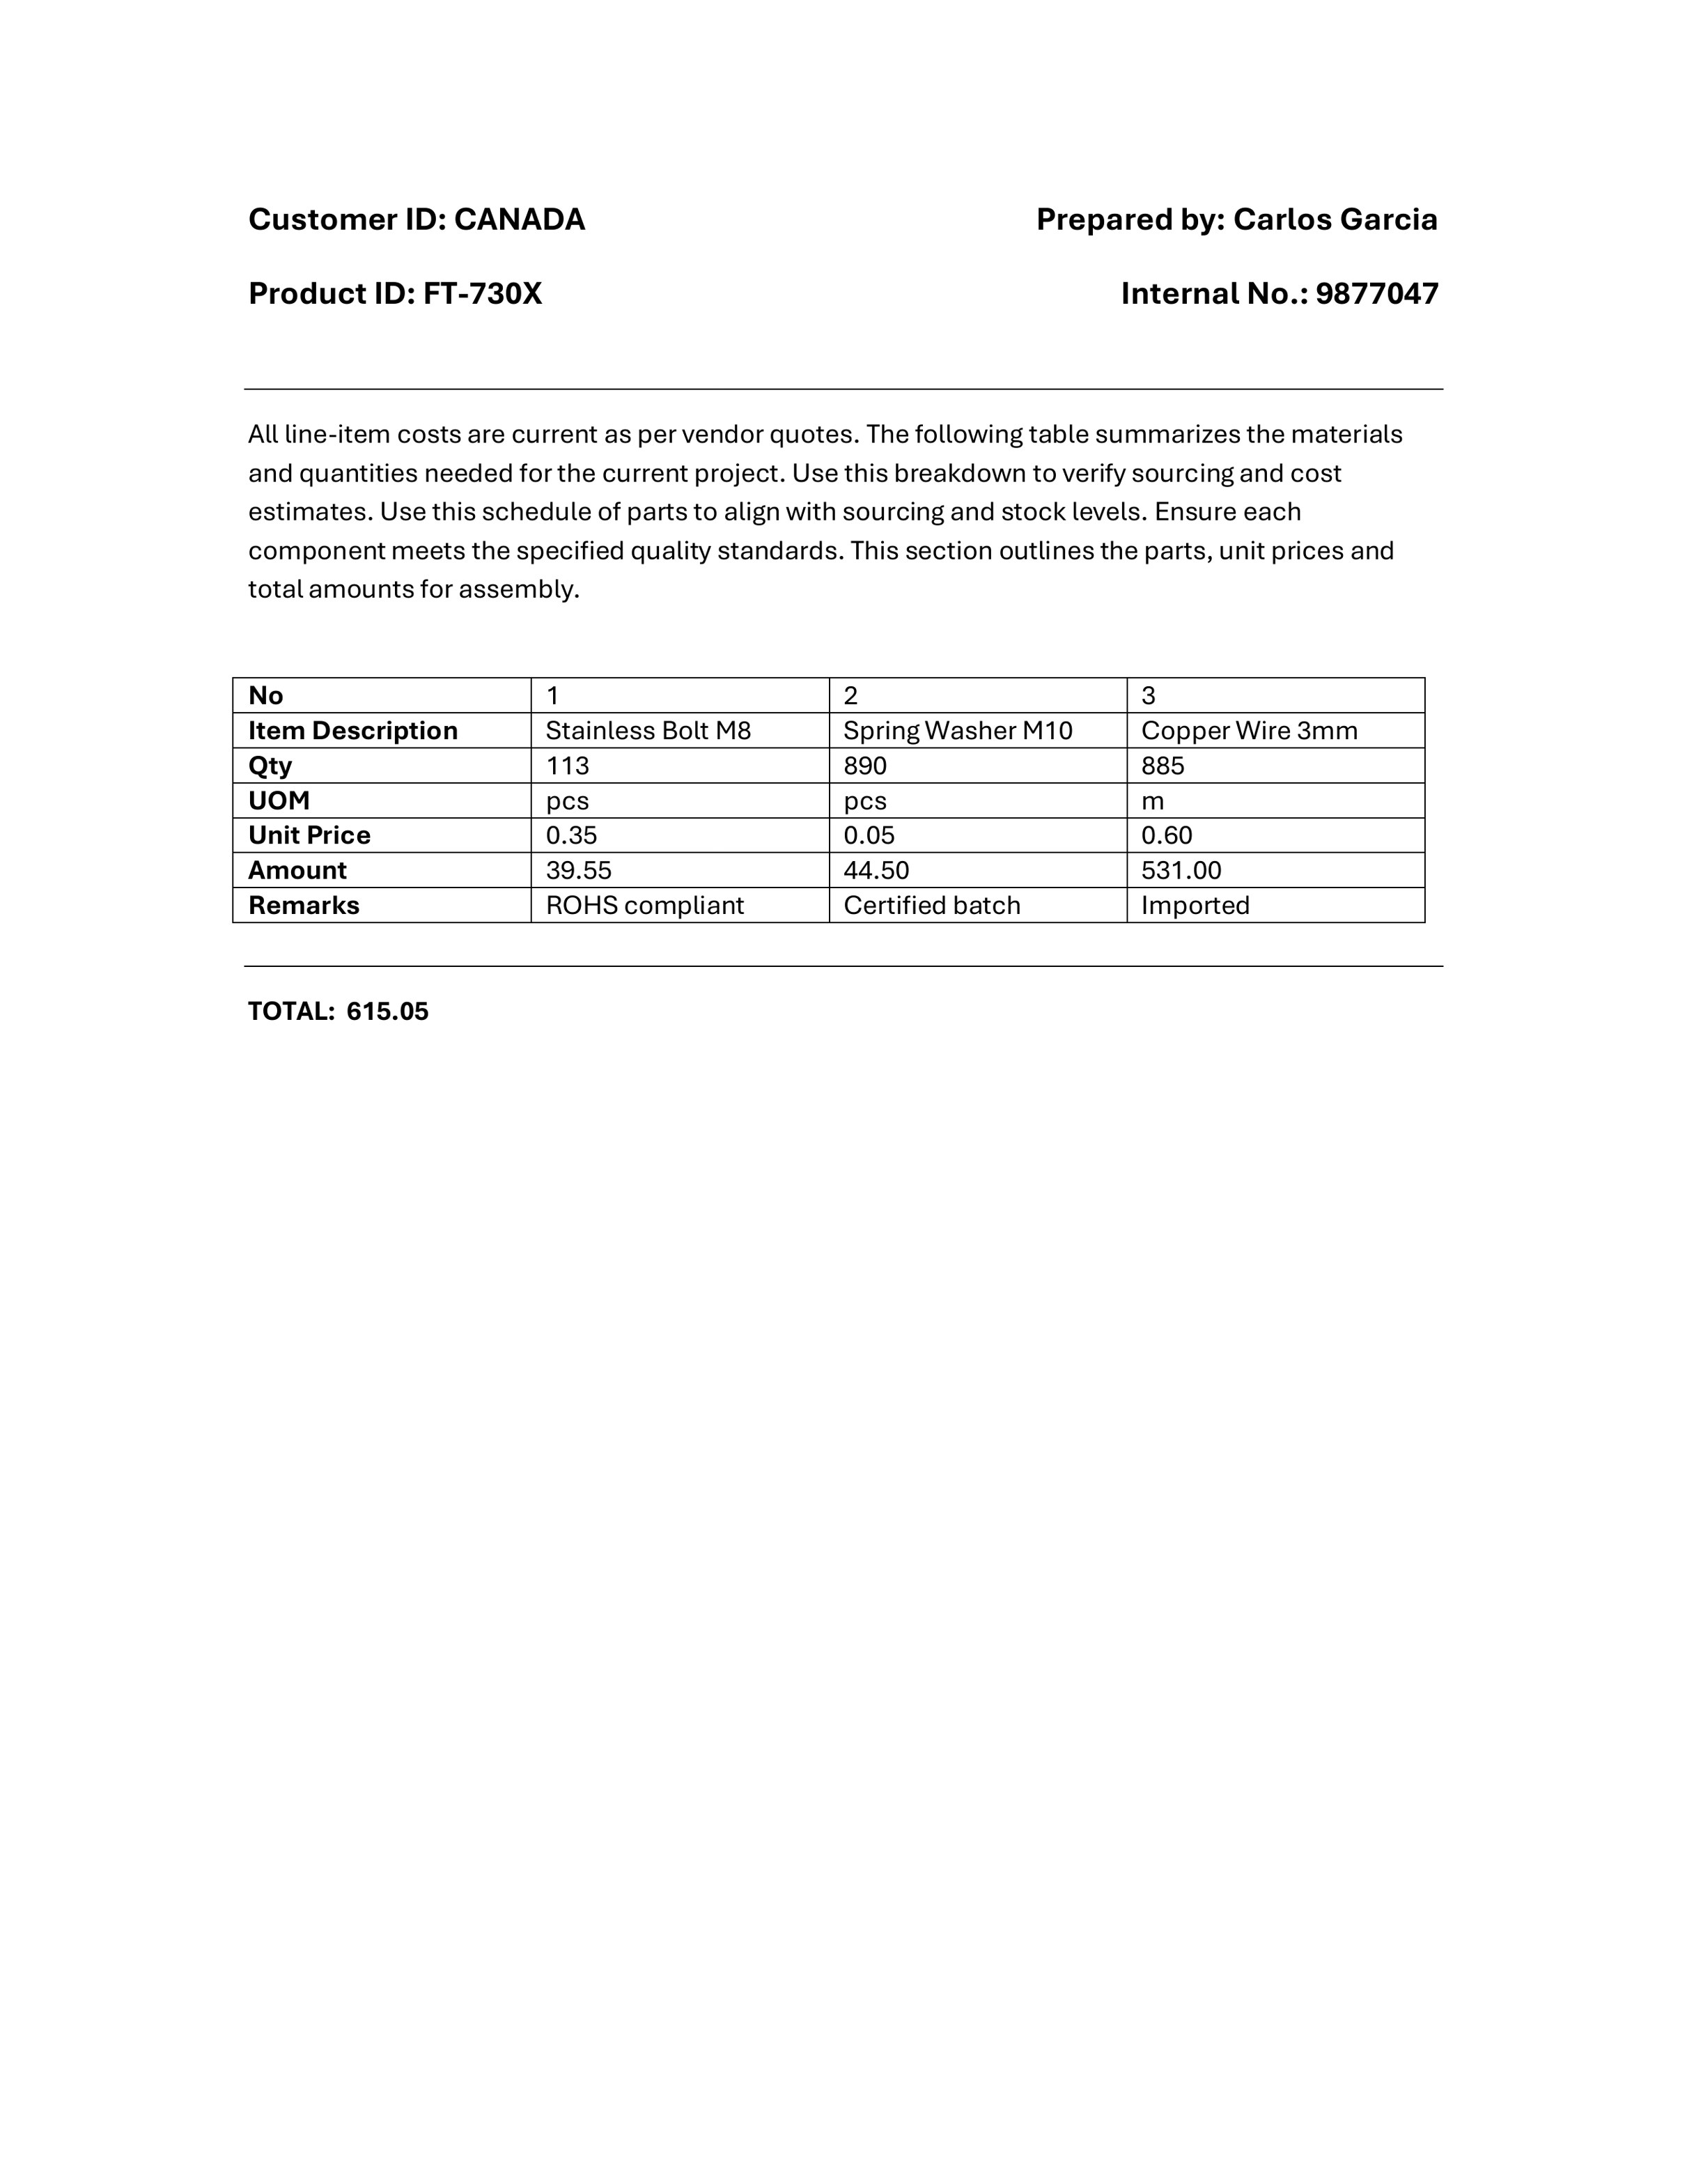 Customer ID: CANADA Prepared by: Carlos Garcia
Product ID: FT-730X Internal No.: 9877047
All line-item costs are current as per vendor quotes. The following table summarizes the materials
and quantities needed for the current project. Use this breakdown to verify sourcing and cost
estimates. Use this schedule of parts to align with sourcing and stock levels. Ensure each
component meets the specified quality standards. This section outlines the parts, unit prices and
total amounts for assembly.
No 1 2 3
Item Description Stainless Bolt M8 Spring Washer M10 Copper Wire 3mm
Qty 113 890 885
UOM pcs pcs m
Unit Price 0.35 0.05 0.60
Amount 39.55 44.50 531.00
Remarks ROHS compliant Certified batch Imported
TOTAL: 615.05